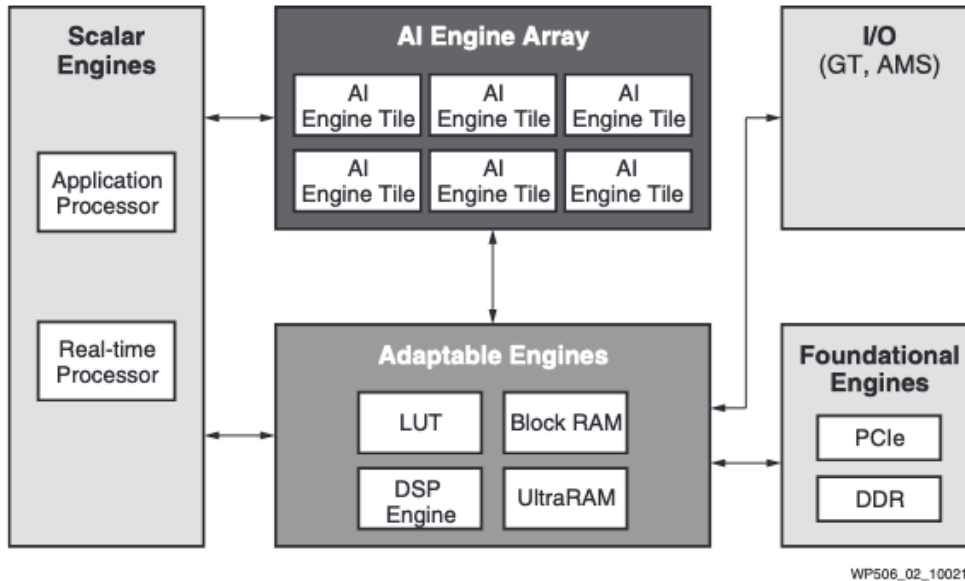 Scalar
Engines
Application
Processor
Real-time
Processor
AI Engine Array
AI
Engine Tile
AI
Engine Tile
AI
Engine Tile
AI
Engine Tile
AI
Engine Tile
AI
Engine Tile
Adaptable Engines
LUT
Block RAM
DSP
Engine
UltraRAM
I/O
(GT, AMS)
Foundational
Engines
PCIe
DDR
WP506_02_10021